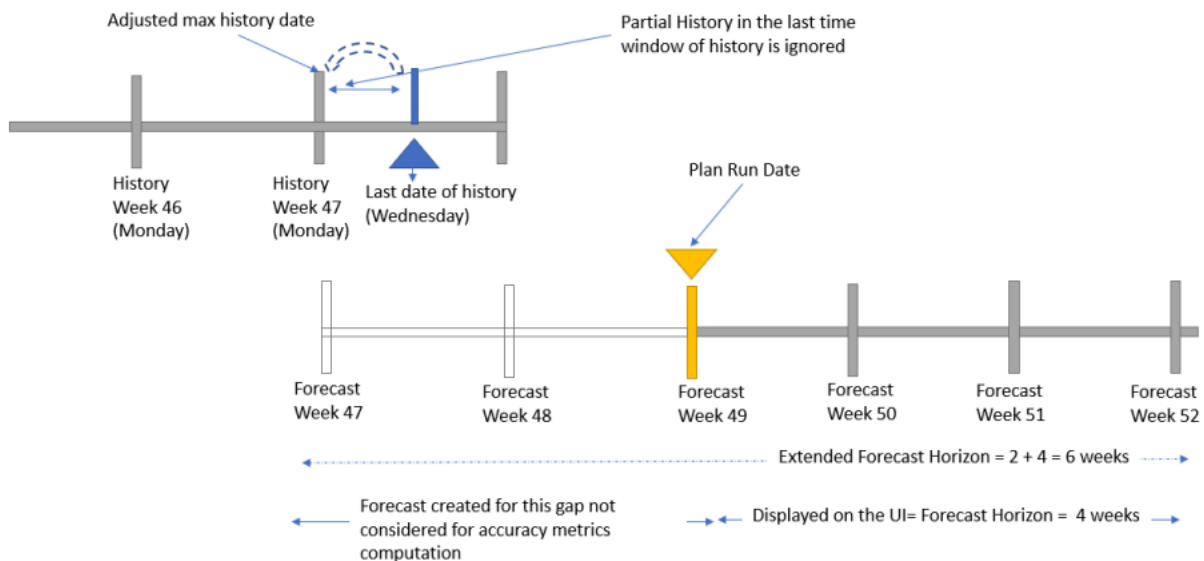 Adjusted max history date
Partial History in the last time
window of history is ignored
History
Week 46
(Monday)
History
Week 47
(Monday)
Last date of history
(Wednesday)
Plan Run Date
Forecast
Week 47
Forecast
Week 48
Forecast
Week 49
Forecast
Week 50
Forecast
Week 51
Forecast
Week 52
Extended Forecast Horizon = 2 + 4 = 6 weeks
Forecast created for this gap not
considered for accuracy metrics
computation
Displayed on the UI= Forecast Horizon = 4 weeks